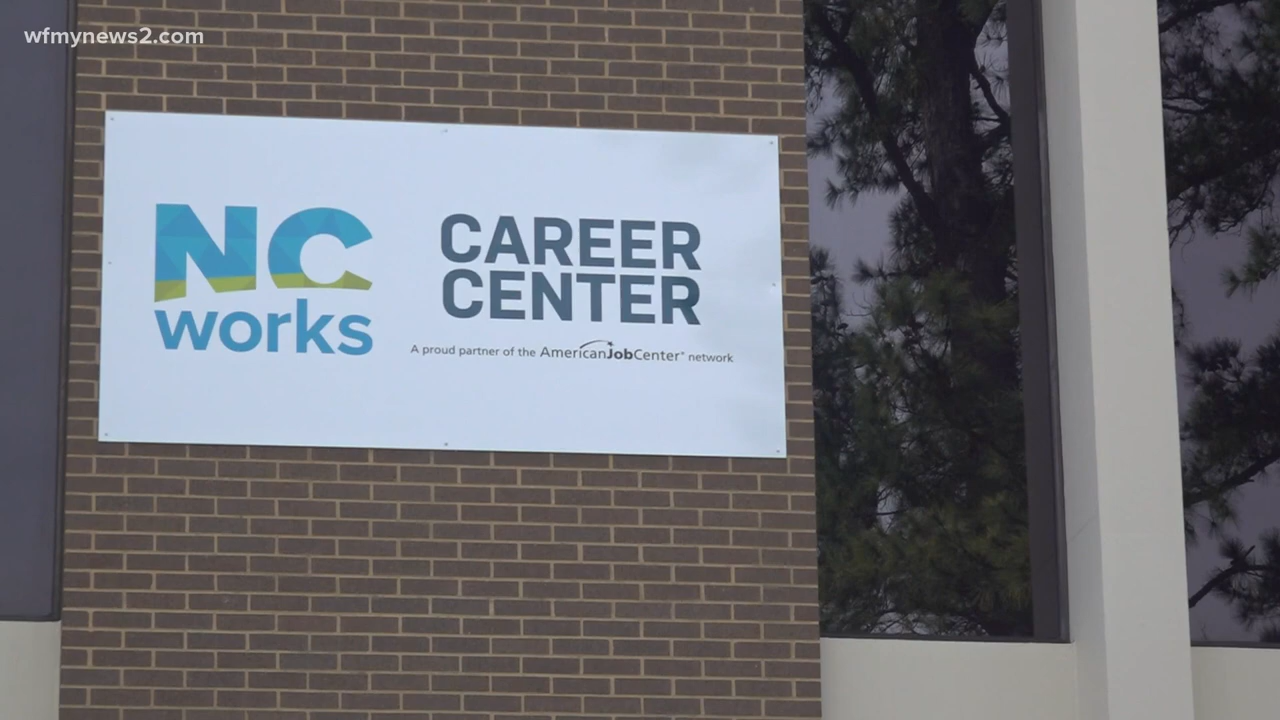 wfmynews2.com
NC
works
CAREER
CENTER
A proud partner of the AmericanJobCenter® network